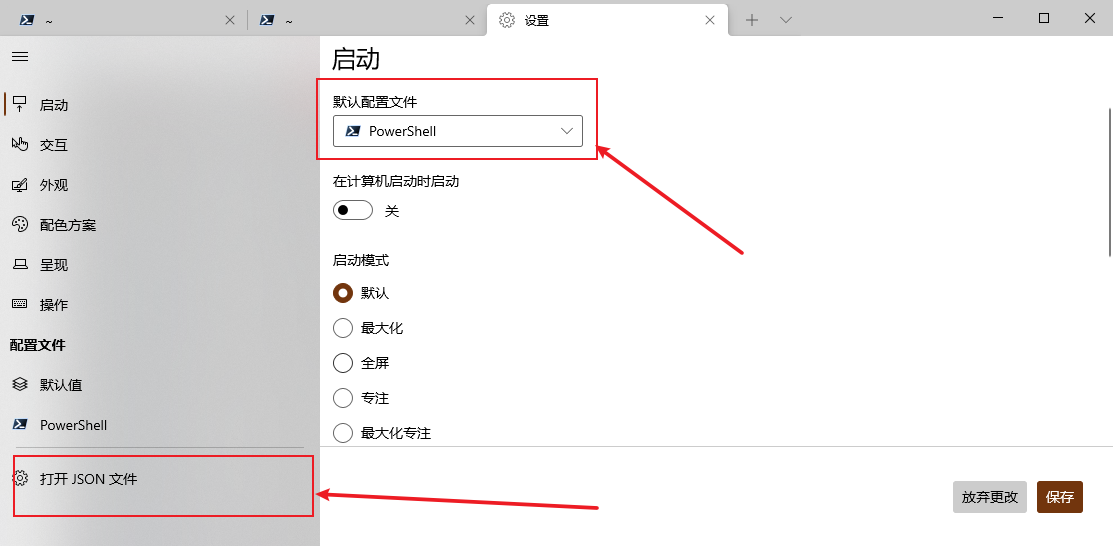 ~
~
设置
启动
交互
外观
配色方案
呈现
操作
配置文件
默认值
PowerShell
打开 JSON 文件
启动
默认配置文件
PowerShell
在计算机启动时启动
关
启动模式
默认
最大化
全屏
专注
最大化专注
放弃更改
保存